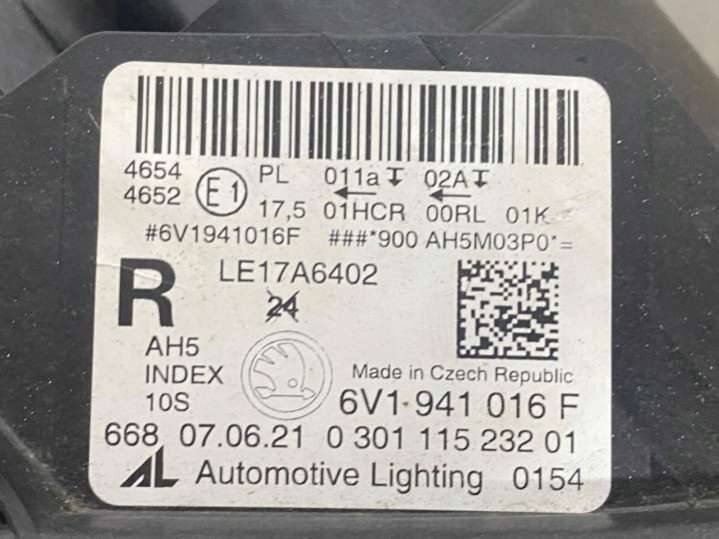 4654 PL 011a 02A
4652 E1 17,5 01HCR 00RL 01K
#6V1941016F ###*900 AH5M03P0*=
R LE17A6402
24
AH5
INDEX Made in Czech Republic
10S 6V1 941 016 F
668 07.06.21 0 301 115 232 01
AL Automotive Lighting 0154